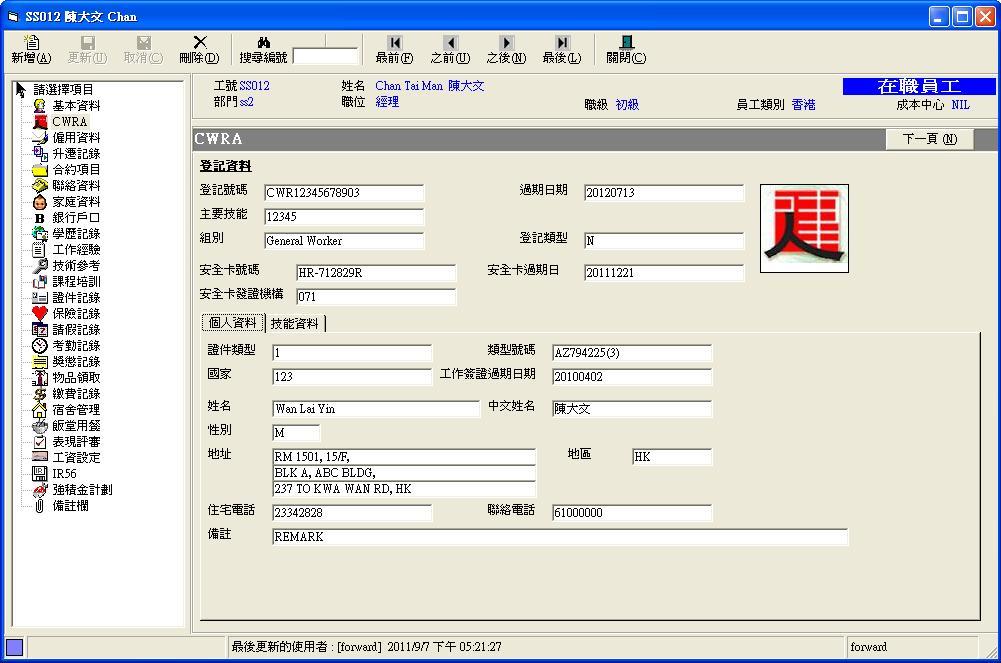 SS012 陳大文 Chan
新增(A) 更新(U) 取消(C) 刪除(D) 搜尋編號 最前(F) 之前(U) 之後(N) 最後(L) 關閉(C)
工號 SS012 姓名 Chan Tai Man 陳大文 在職員工
部門 ss2 職位 經理 職級 初級 員工類別 香港 成本中心 NIL
請選擇項目
基本資料
CWRA
僱用資料
升遷記錄
合約項目
聯絡資料
家庭資料
銀行戶口
學歷記錄
工作經驗
技術參考
課程培訓
證件記錄
保險記錄
請假記錄
考勤記錄
獎懲記錄
物品領取
繳費記錄
宿舍管理
飯堂用餐
表現評審
工資設定
IR56
強積金計劃
備註欄
CWRA 下一頁 (N)
登記資料
登記號碼 CWR12345678903 過期日期 20120713
主要技能 12345
組別 General Worker 登記類型 N
安全卡號碼 HR-712829R 安全卡過期日 20111221
安全卡發證機構 071
個人資料 技能資料
證件類型 1 類型號碼 AZ794225(3)
國家 123 工作簽證過期日期 20100402
姓名 Wan Lai Yin 中文姓名 陳大文
性別 M
地址 RM 1501, 15/F, 地區 HK
BLK A, ABC BLDG,
237 TO KWA WAN RD, HK
住宅電話 23342828 聯絡電話 61000000
備註 REMARK
最後更新的使用者 : [forward] 2011/9/7 下午 05:21:27 forward